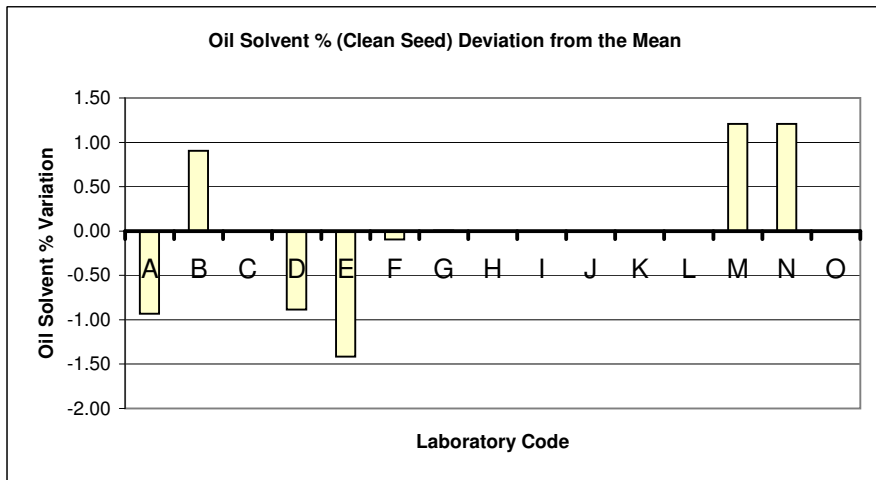 Oil Solvent % (Clean Seed) Deviation from the Mean
1.50
1.00
0.50
0.00
-0.50
-1.00
-1.50
-2.00
Oil Solvent % Variation
A B C D E F G H I J K L M N O
Laboratory Code